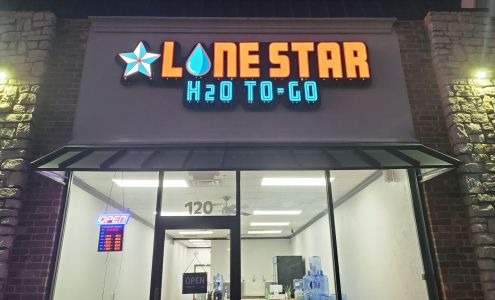 LONE STAR
H2O TO-GO
120
OPEN
OPEN